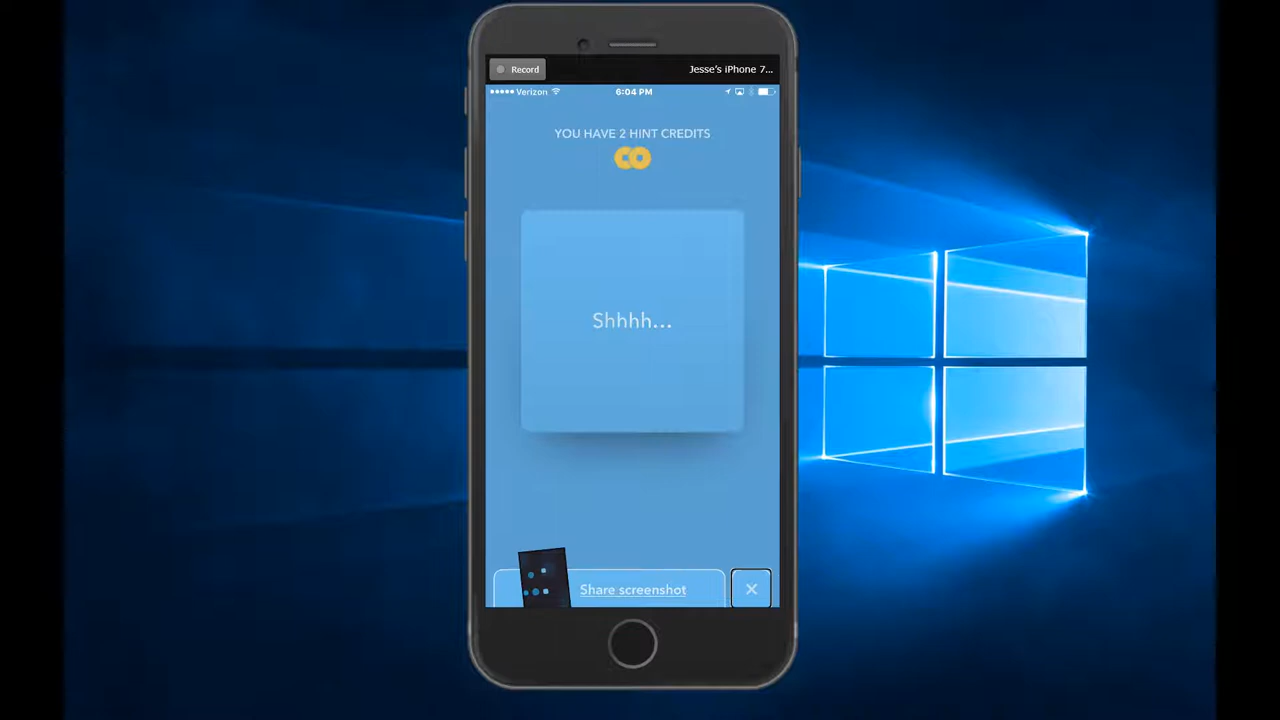 Record
Jesse's iPhone 7...
Verizon
6:04 PM
YOU HAVE 2 HINT CREDITS
Shhhh...
Share screenshot